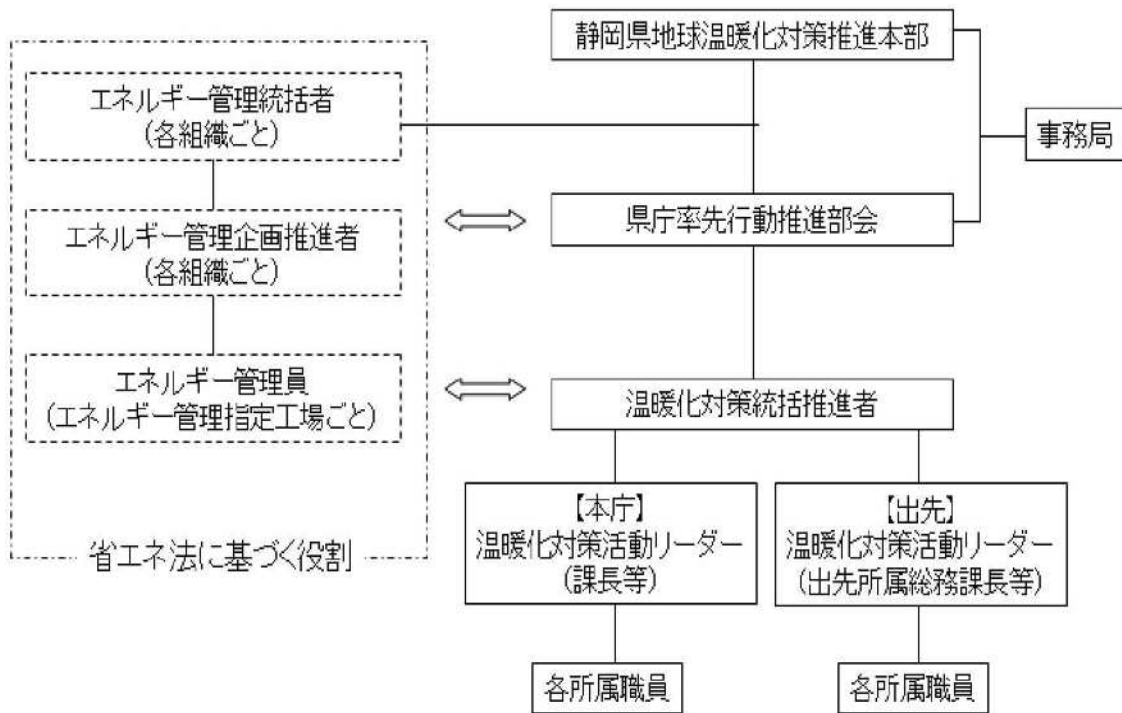 静岡県地球温暖化対策推進本部
エネルギー管理統括者
(各組織ごと)
事務局
県庁率先行動推進部会
エネルギー管理企画推進者
(各組織ごと)
エネルギー管理員
(エネルギー管理指定工場ごと)
温暖化対策統括推進者
【本庁】
温暖化対策活動リーダー
(課長等)
【出先】
温暖化対策活動リーダー
(出先所属総務課長等)
省エネ法に基づく役割
各所属職員
各所属職員